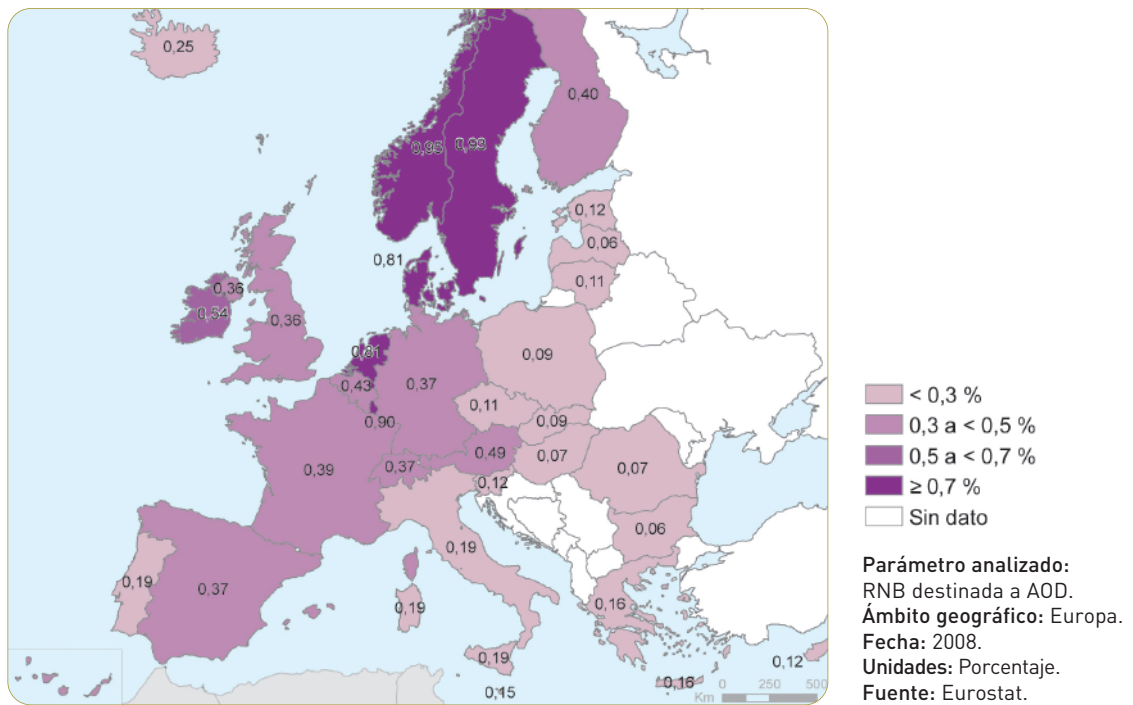 0,25
0,40
0,95
0,93
0,12
0,06
0,81
0,11
0,36
0,54
0,36
0,81
0,09
0,43
0,37
0,11
0,90
0,09
0,49
0,07
0,39
0,37
0,07
0,12
0,06
0,19
0,19
0,37
0,19
0,16
0,19
0,12
0,15
0,16
Km 0 250 500
< 0,3 %
0,3 a < 0,5 %
0,5 a < 0,7 %
≥ 0,7 %
Sin dato
Parámetro analizado:
RNB destinada a AOD.
Ámbito geográfico: Europa.
Fecha: 2008.
Unidades: Porcentaje.
Fuente: Eurostat.